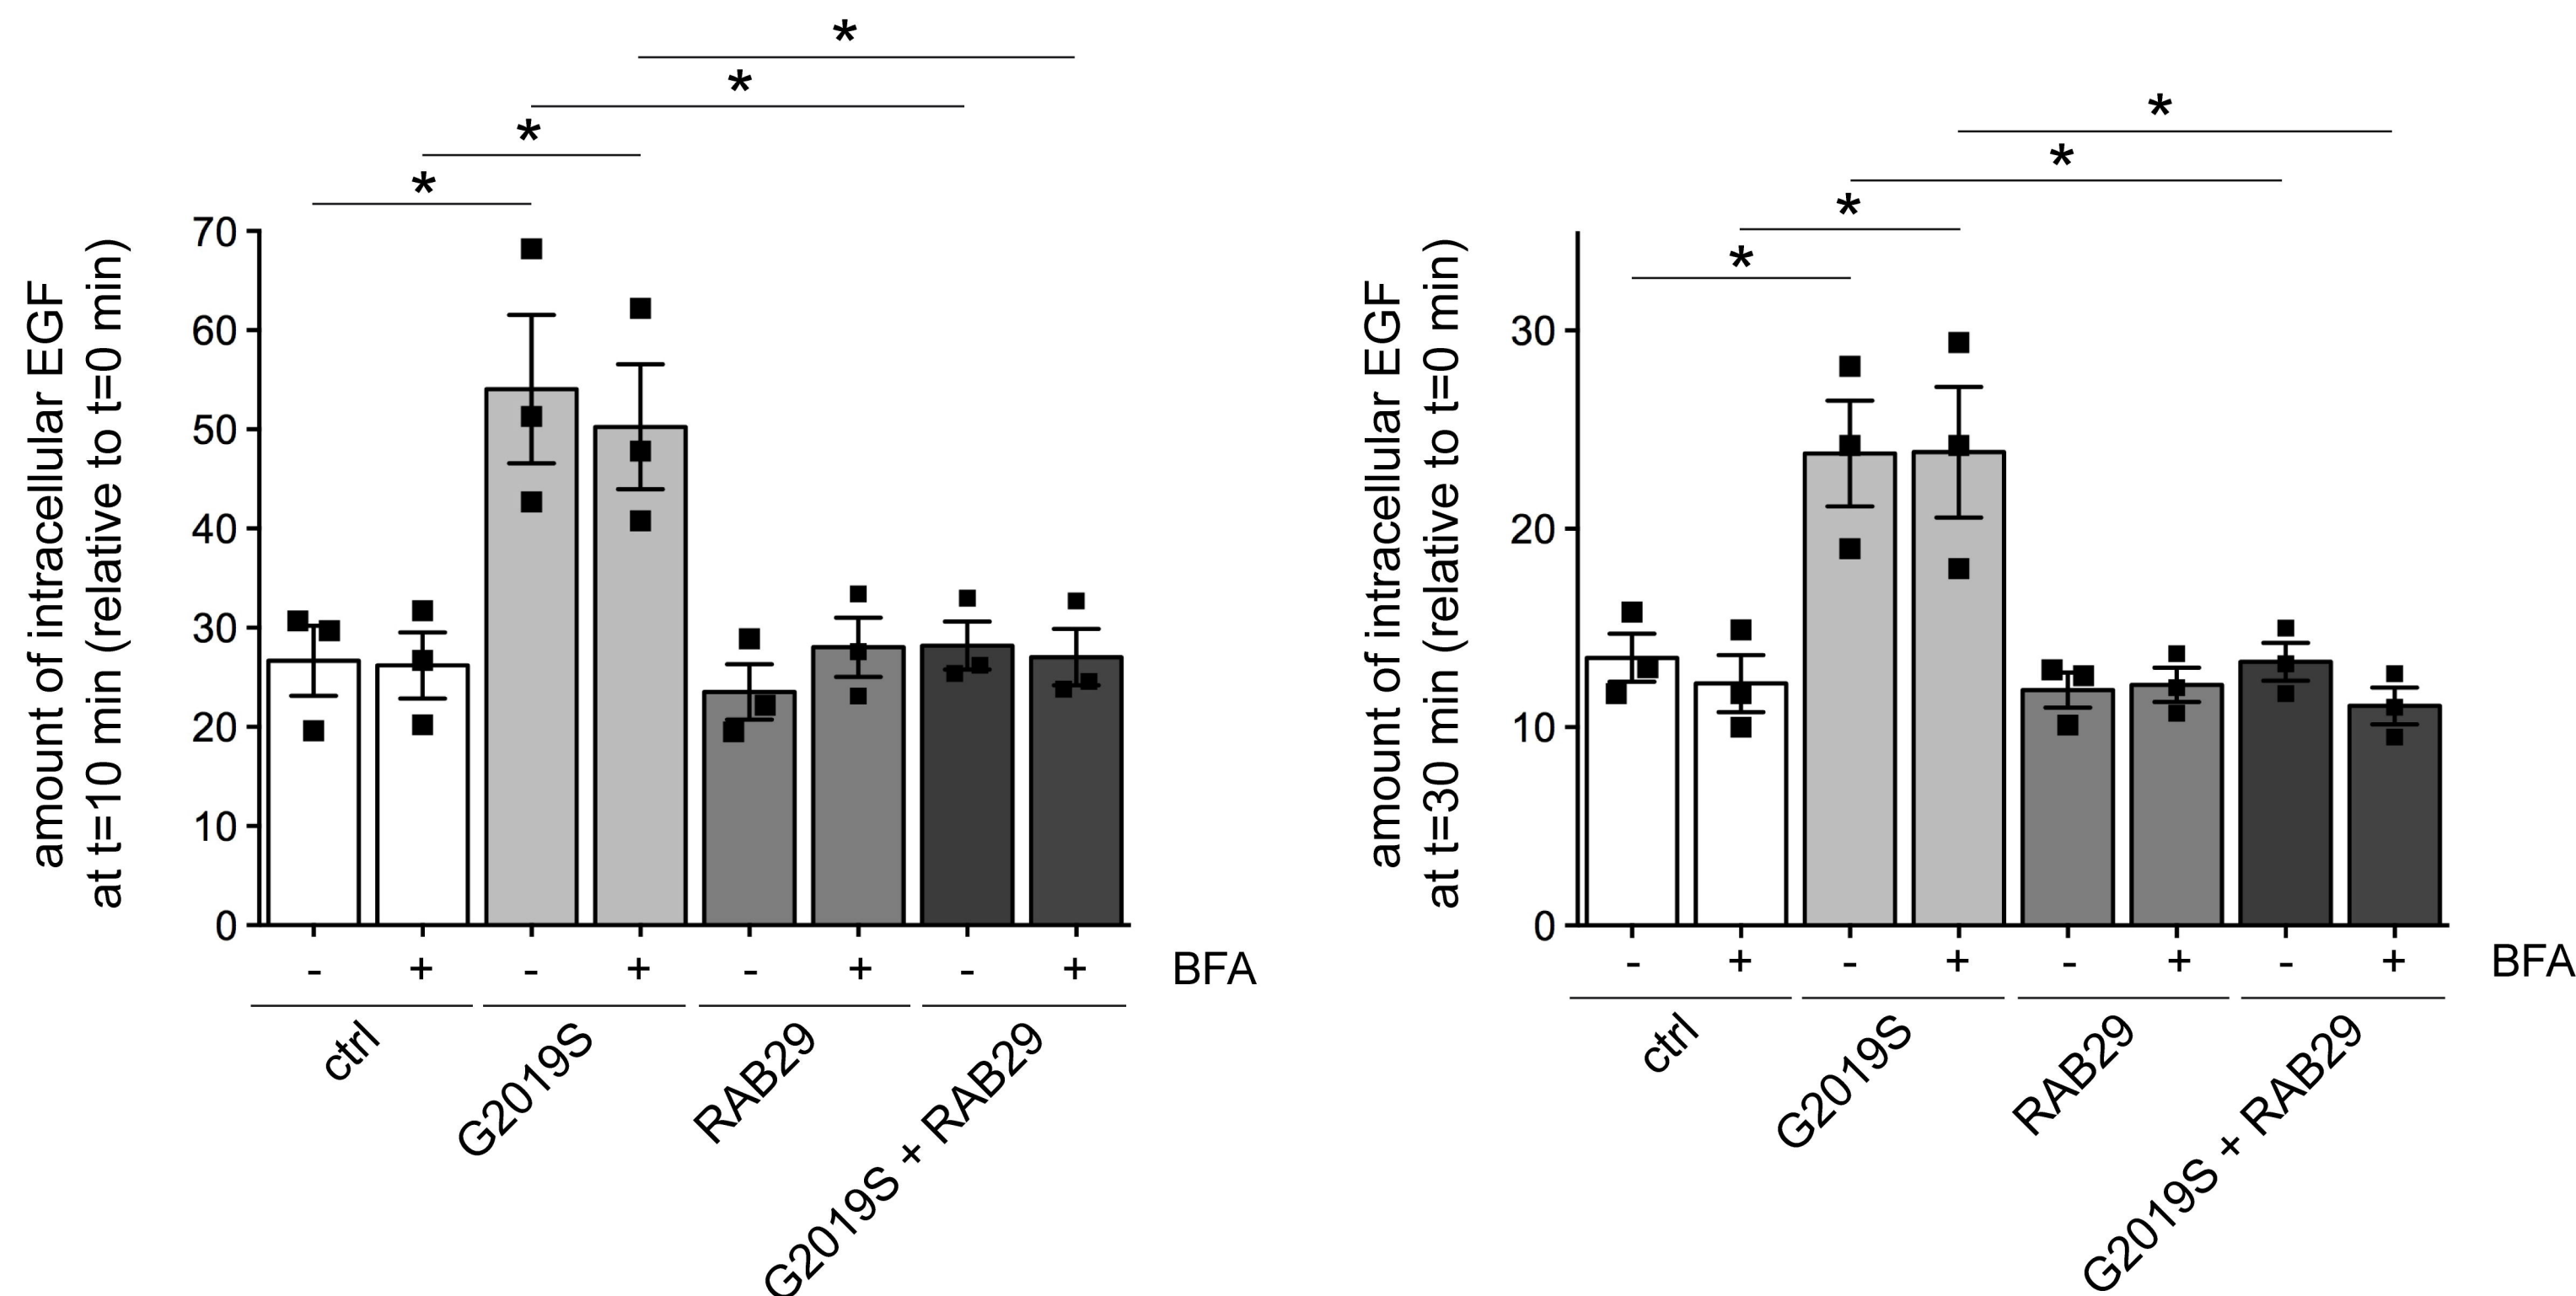 *
*
*
*
amount of intracellular EGF
at t=10 min (relative to t=0 min)
70
60
50
40
30
20
10
0
- + - + - + - + BFA
ctrl
G2019S
RAB29
G2019S + RAB29
*
*
*
*
amount of intracellular EGF
at t=30 min (relative to t=0 min)
30
20
10
0
- + - + - + - + BFA
ctrl
G2019S
RAB29
G2019S + RAB29